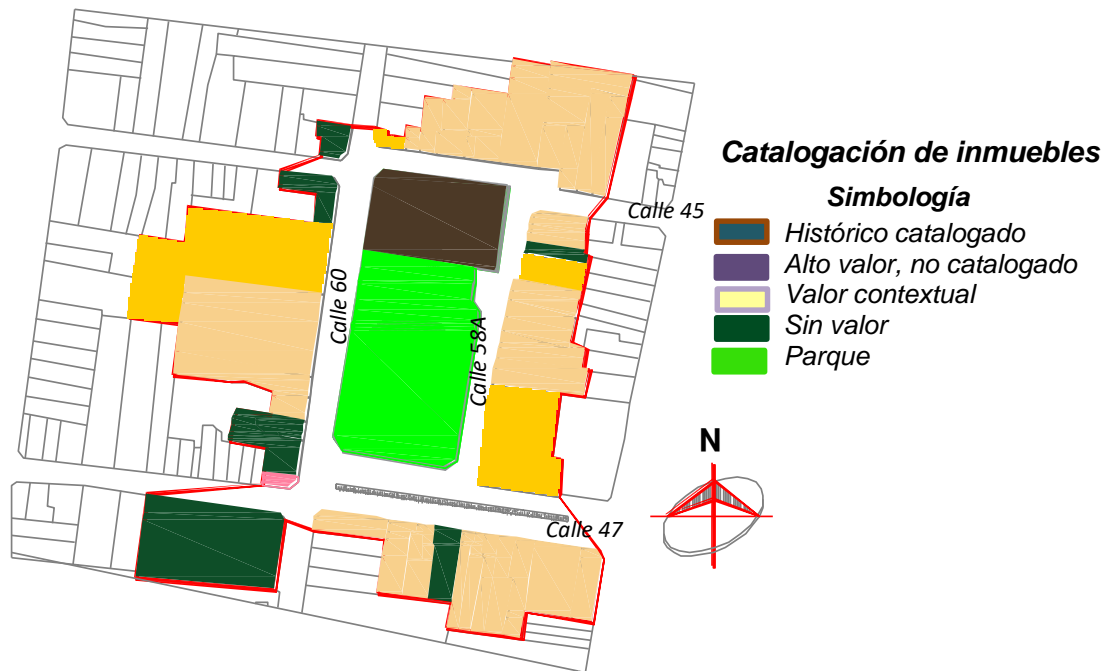 Catalogación de inmuebles
Simbología
Histórico catalogado
Alto valor, no catalogado
Valor contextual
Sin valor
Parque
Calle 45
Calle 60
Calle 58A
Calle 47
N